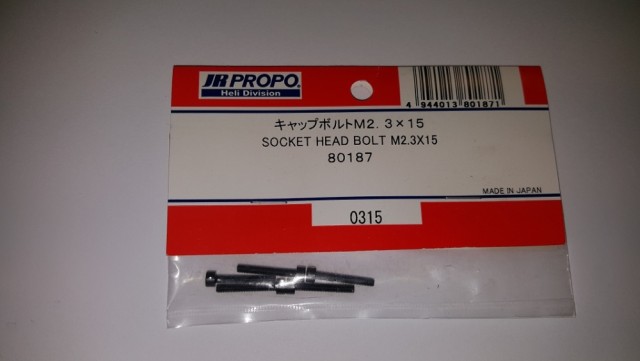 JR PROPO.
Heli Division
4 944013 801871
キャップボルトM2.3×15
SOCKET HEAD BOLT M2.3X15
80187
MADE IN JAPAN
0315